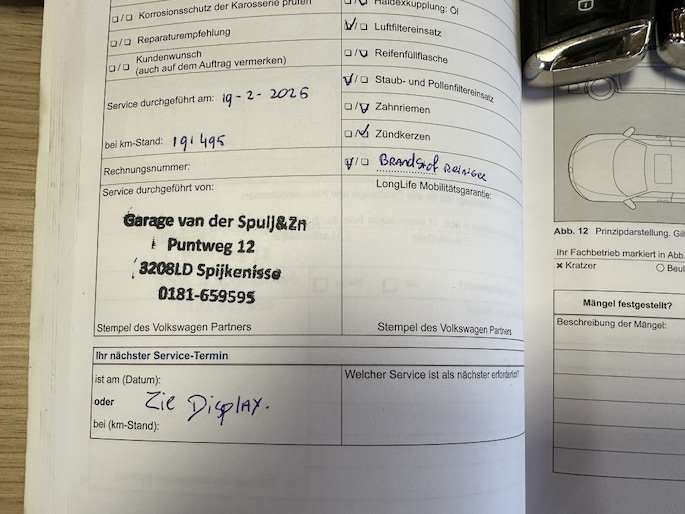 Korrosionsschutz der Karosserie prüfen
Reparaturempfehlung
Kundenwunsch
(auch auf dem Auftrag vermerken)
Service durchgeführt am: 19-2-2025
bei km-Stand: 191495
Rechnungsnummer:
Service durchgeführt von:
Garage van der Spuij&Zn
Puntweg 12
3208LD Spijkenisse
0181-659595
Stempel des Volkswagen Partners
Haldexkupplung: Öl
Luftfiltereinsatz
Reifenfüllflasche
Staub- und Pollenfiltereinsatz
Zahnriemen
Zündkerzen
Brandstof Reiniger
LongLife Mobilitätsgarantie:
Stempel des Volkswagen Partners
Ihr nächster Service-Termin
ist am (Datum):
oder Zie Display.
bei (km-Stand):
Welcher Service ist als nächster erforderlich?
Abb. 12 Prinzipdarstellung.
Ihr Fachbetrieb markiert in Abb.
Kratzer
Mängel festgestellt?
Beschreibung der Mängel: